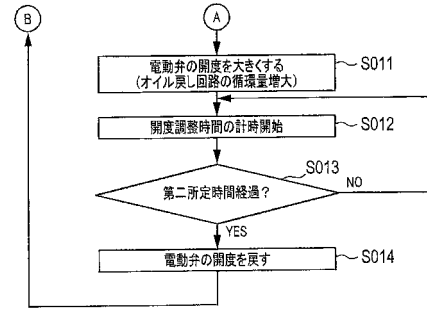 B
A
電動弁の開度を大きくする
(オイル戻し回路の循環量増大)
S011
開度調整時間の計時開始
S012
S013
第二所定時間経過?
NO
YES
電動弁の開度を戻す
S014